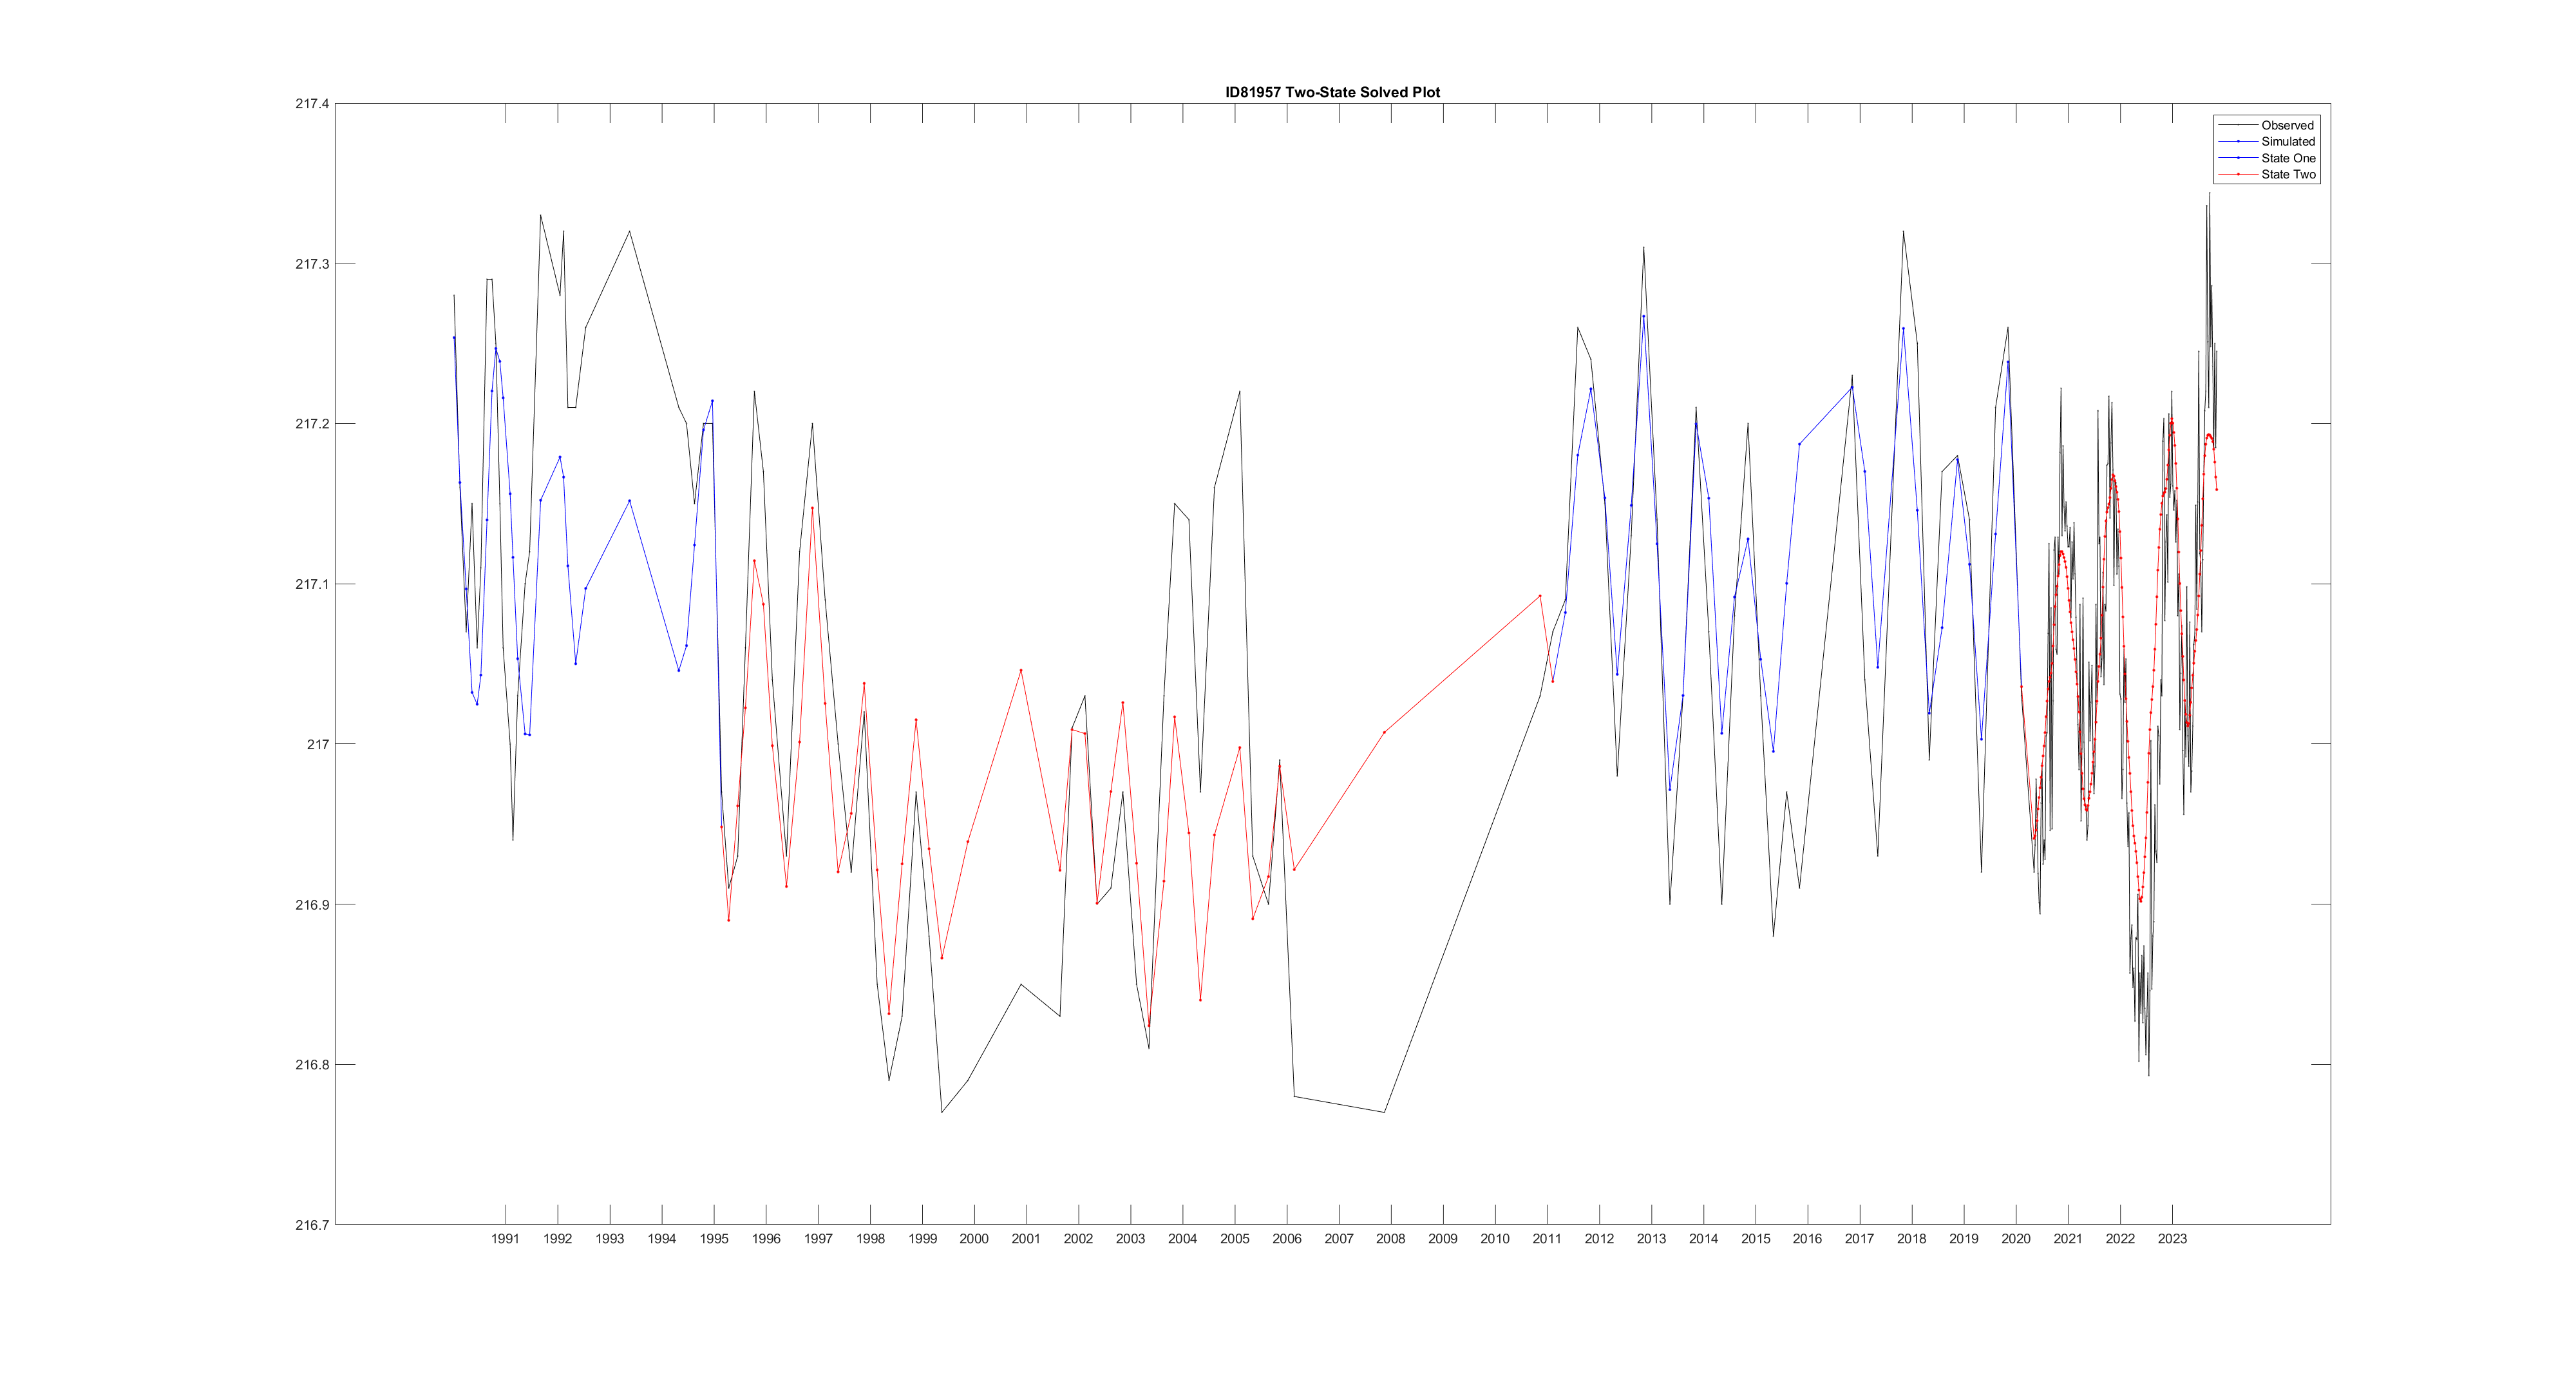 ID81957 Two-State Solved Plot
217.4
217.3
217.2
217.1
217
216.9
216.8
216.7
Observed
Simulated
State One
State Two
1991 1992 1993 1994 1995 1996 1997 1998 1999 2000 2001 2002 2003 2004 2005 2006 2007 2008 2009 2010 2011 2012 2013 2014 2015 2016 2017 2018 2019 2020 2021 2022 2023